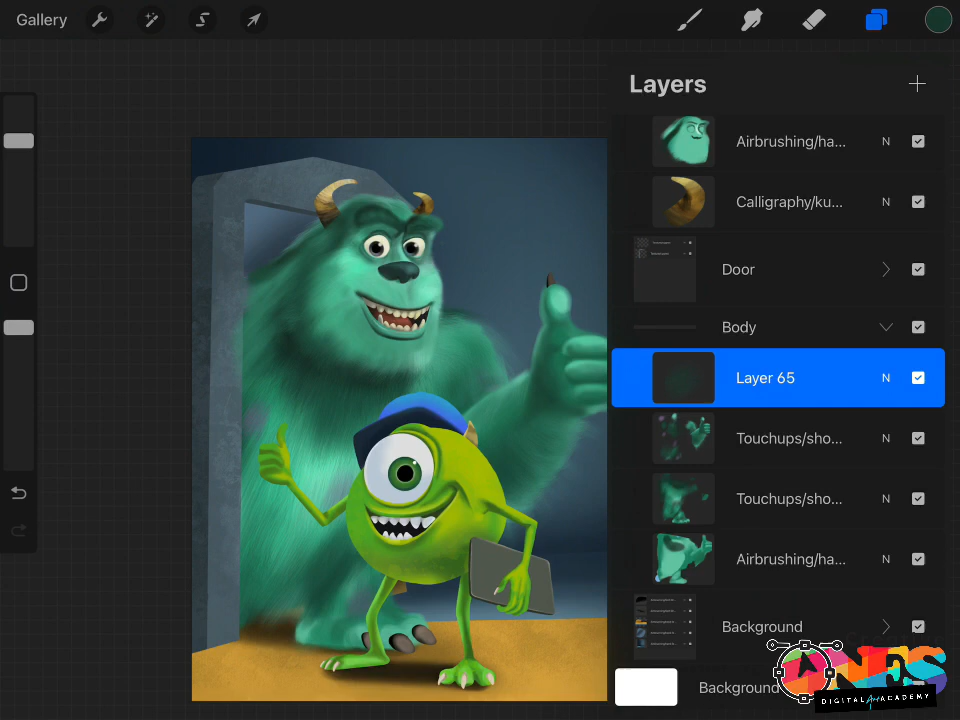 Gallery
Layers
Airbrushing/ha... N
Calligraphy/ku... N
Door
Body
Layer 65 N
Touchups/sho... N
Touchups/sho... N
Airbrushing/ha... N
Background
Background
ONES
DIGITAL Art ACADEMY